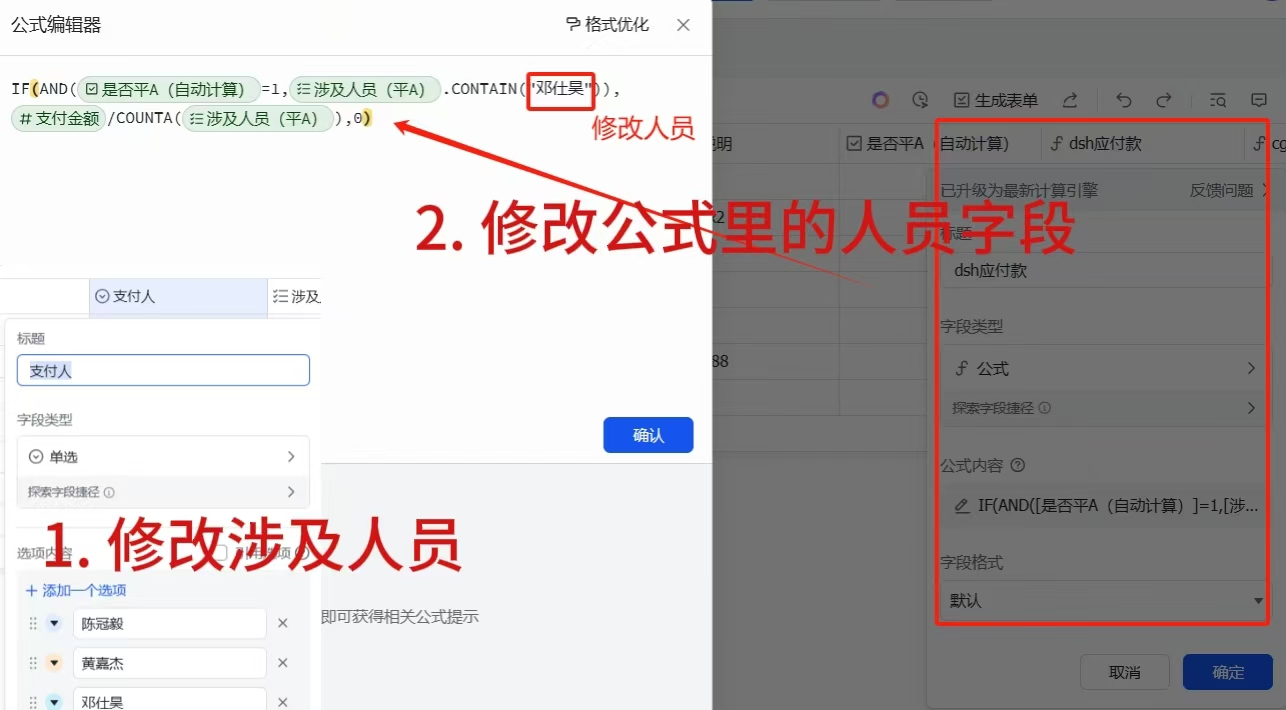 公式编辑器
格式优化
IF(AND(是否平A（自动计算）=1,涉及人员（平A）.CONTAIN("邓仕昊")),
支付金额/COUNTA(涉及人员（平A）),0)
修改人员
2. 修改公式里的人员字段
支付人
涉及
标题
支付人
字段类型
单选
探索字段捷径
1. 修改涉及人员
选项内容
引用选项
添加一个选项
陈冠毅
黄嘉杰
邓仕昊
确认
即可获得相关公式提示
生成表单
明
是否平A（自动计算）
dsh应付款
cg
已升级为最新计算引擎
反馈问题
标题
dsh应付款
字段类型
公式
探索字段捷径
88
公式内容
IF(AND([是否平A（自动计算）]=1,[涉...
字段格式
默认
取消
确定